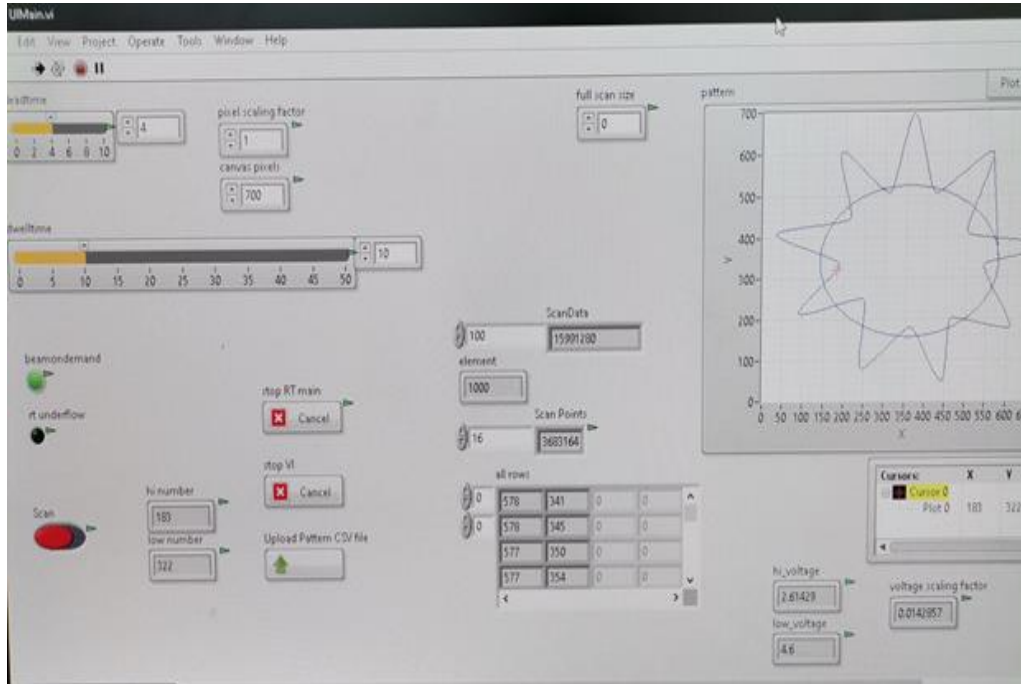 UIMain.vi
Edit View Project Operate Tools Window Help
4
0 2 4 6 8 10
pixel scaling factor
1
canvas pixels
700
full scan size
0
pattern
Plot
700
600
500
400
300
200
100
0
Y
0 50 100 150 200 250 300 350 400 450 500 550 600
X
dwelltime
10
0 5 10 15 20 25 30 35 40 45 50
beamondemand
rt underflow
Scan
hi number
183
low number
322
stop RT main
Cancel
stop VI
Cancel
Upload Pattern CSV file
ScanData
100 15991280
element
1000
Scan Points
16 3683164
all rows
0 578 341 0 0
0 578 345 0 0
577 350 0 0
577 354 0 0
Cursors: X Y
Cursor 0
Plot 0 183 322
hi_voltage
2.61429
low_voltage
4.6
voltage scaling factor
0.0142857